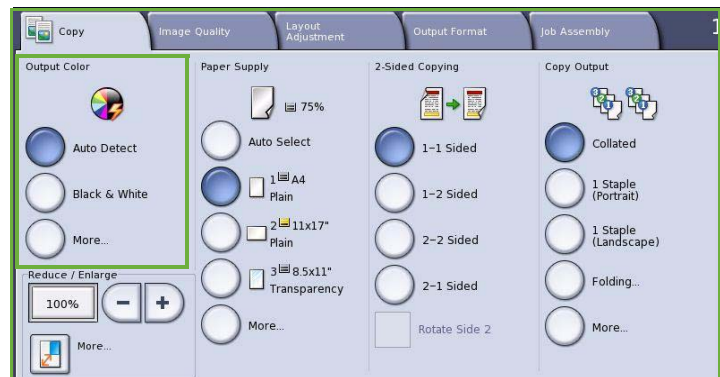 Copy
Image Quality
Layout
Adjustment
Output Format
Job Assembly
1
Output Color
Auto Detect
Black & White
More...
Reduce / Enlarge
100%
More...
Paper Supply
75%
Auto Select
1 A4
Plain
2 11x17"
Plain
3 8.5x11"
Transparency
More...
2-Sided Copying
1-1 Sided
1-2 Sided
2-2 Sided
2-1 Sided
Rotate Side 2
Copy Output
Collated
1 Staple
(Portrait)
1 Staple
(Landscape)
Folding...
More...